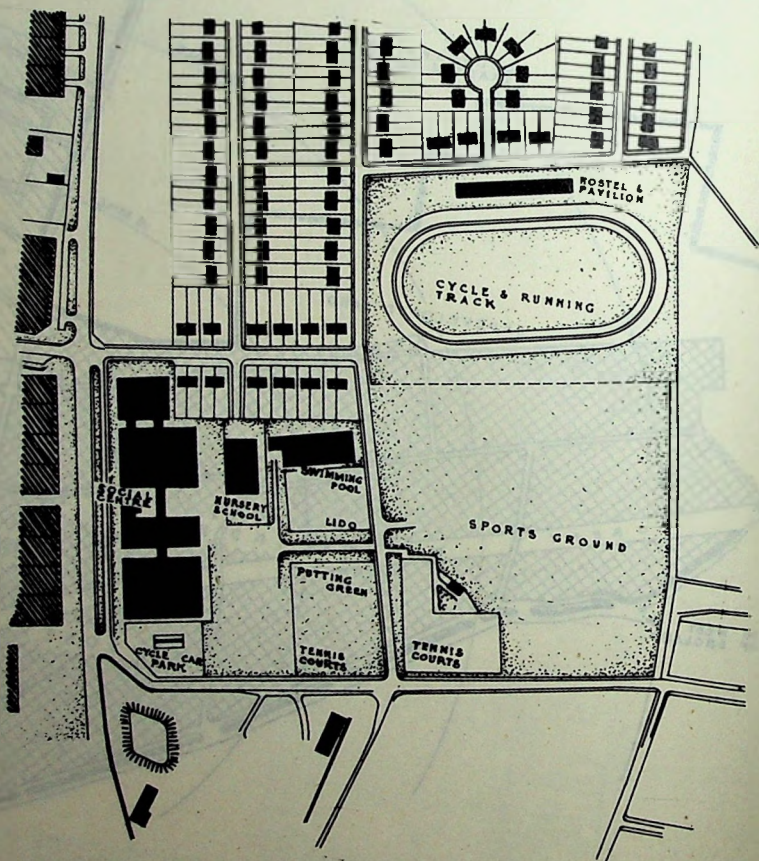 HOSTEL &
PAVILION
CYCLE & RUNNING
TRACK
SOCIAL
CENTRE
NURSERY
SCHOOL
SWIMMING
POOL
LIDO
SPORTS GROUND
PUTTING
GREEN
CYCLE CAR
PARK
TENNIS
COURTS
TENNIS
COURTS